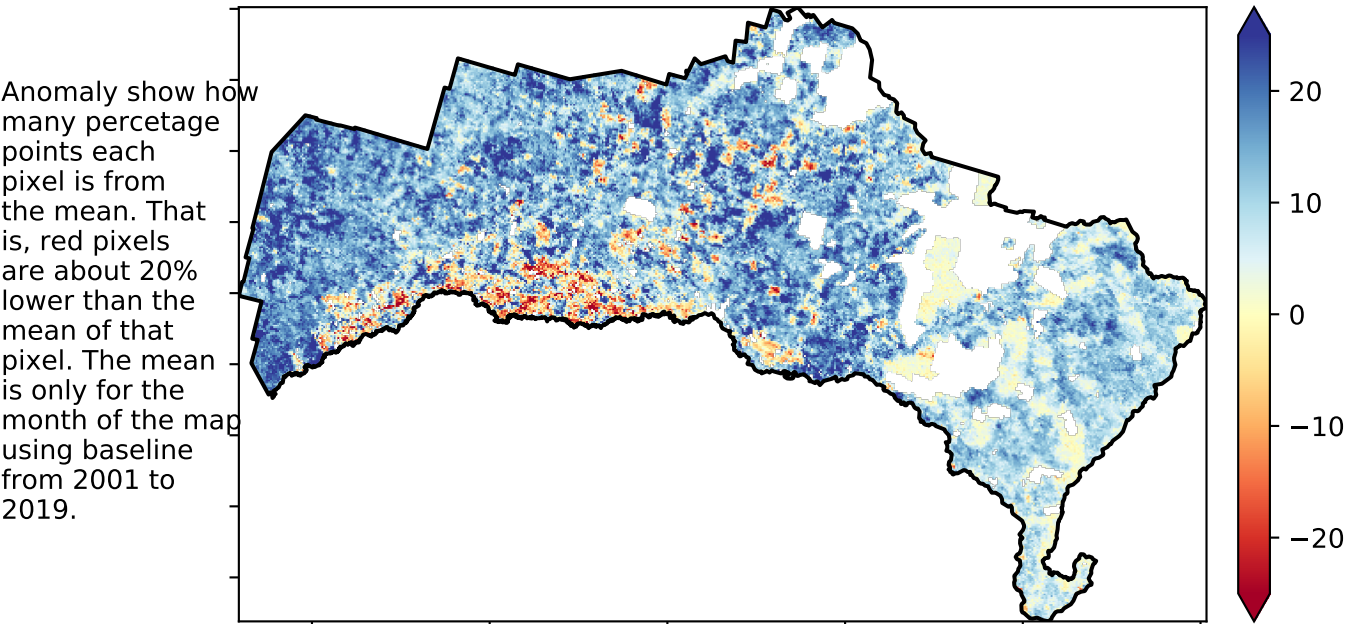 Anomaly show how
many percetage
points each
pixel is from
the mean. That
is, red pixels
are about 20%
lower than the
mean of that
pixel. The mean
is only for the
month of the map
using baseline
from 2001 to
2019.
20
10
0
−10
−20